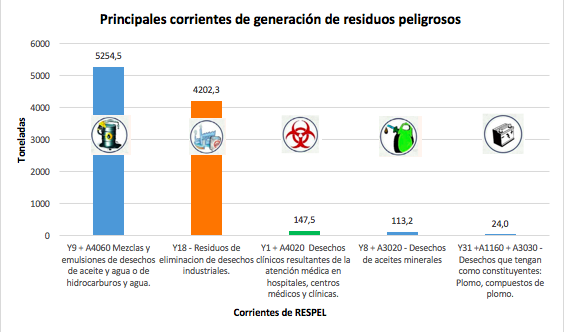 Principales corrientes de generación de residuos peligrosos
6000
5000
4000
3000
2000
1000
0
Toneladas
5254,5
4202,3
147,5
113,2
24,0
Y9 + A4060 Mezclas y
emulsiones de desechos
de aceite y agua o de
hidrocarburos y agua.
Y18 - Residuos de
eliminacion de desechos
industriales.
Y1 + A4020 Desechos
clínicos resultantes de la
atención médica en
hospitales, centros
médicos y clínicas.
Y8 + A3020 - Desechos
de aceites minerales
Y31 +A1160 + A3030 -
Desechos que tengan
como constituyentes:
Plomo, compuestos de
plomo.
Corrientes de RESPEL